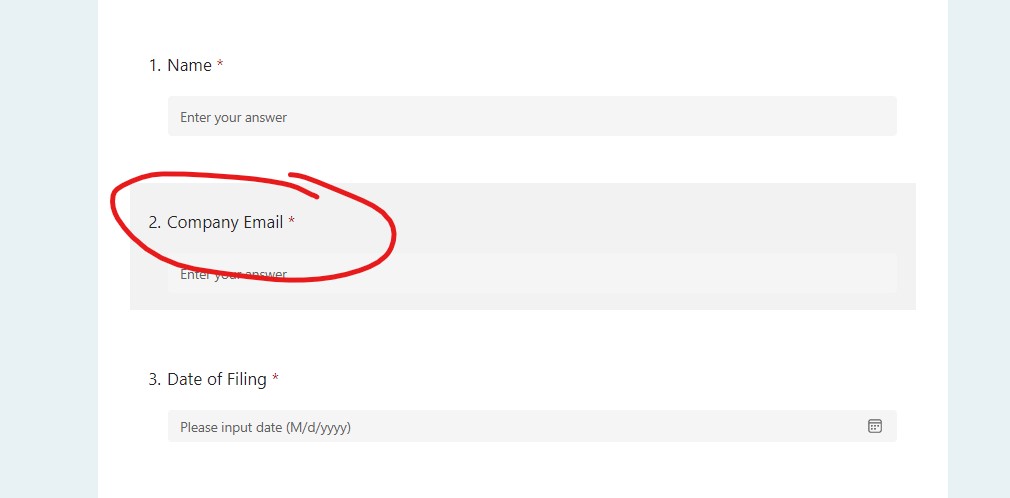 1. Name *
Enter your answer
2. Company Email *
Enter your answer
3. Date of Filing *
Please input date (M/d/yyyy)